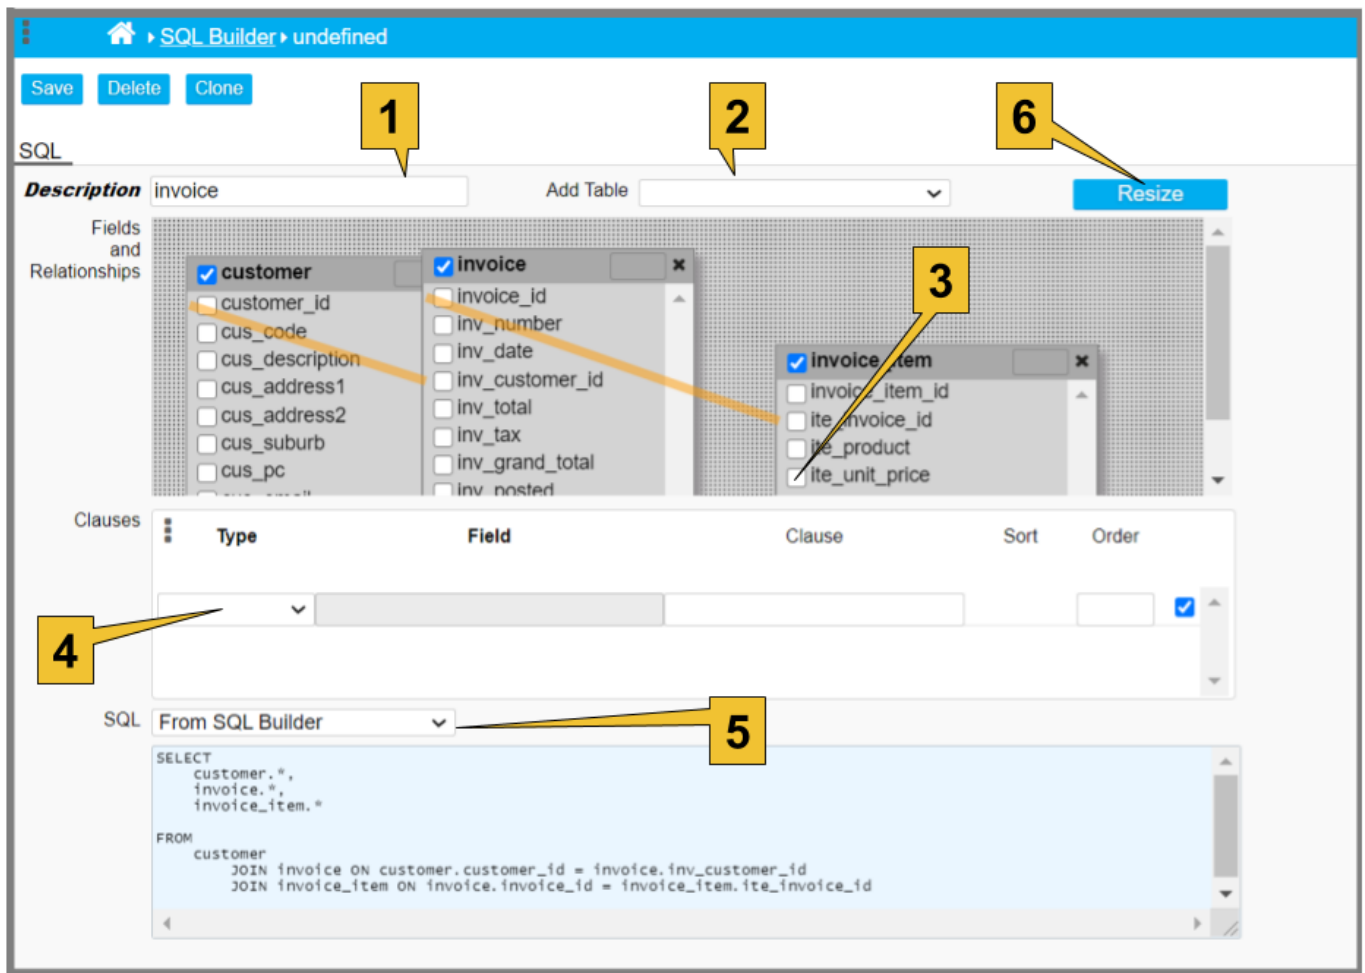 SQL Builder undefined
Save Delete Clone
1 2 6
SQL
Description invoice Add Table Resize
Fields
and
Relationships
customer
customer_id
cus_code
cus_description
cus_address1
cus_address2
cus_suburb
cus_pc
invoice
invoice_id
inv_number
inv_date
inv_customer_id
inv_total
inv_tax
inv_grand_total
inv_posted
3
invoice_item
invoice_item_id
ite_invoice_id
ite_product
ite_unit_price
Clauses
Type Field Clause Sort Order
4
SQL From SQL Builder
5
SELECT
customer.*,
invoice.*,
invoice_item.*
FROM
customer
JOIN invoice ON customer.customer_id = invoice.inv_customer_id
JOIN invoice_item ON invoice.invoice_id = invoice_item.ite_invoice_id